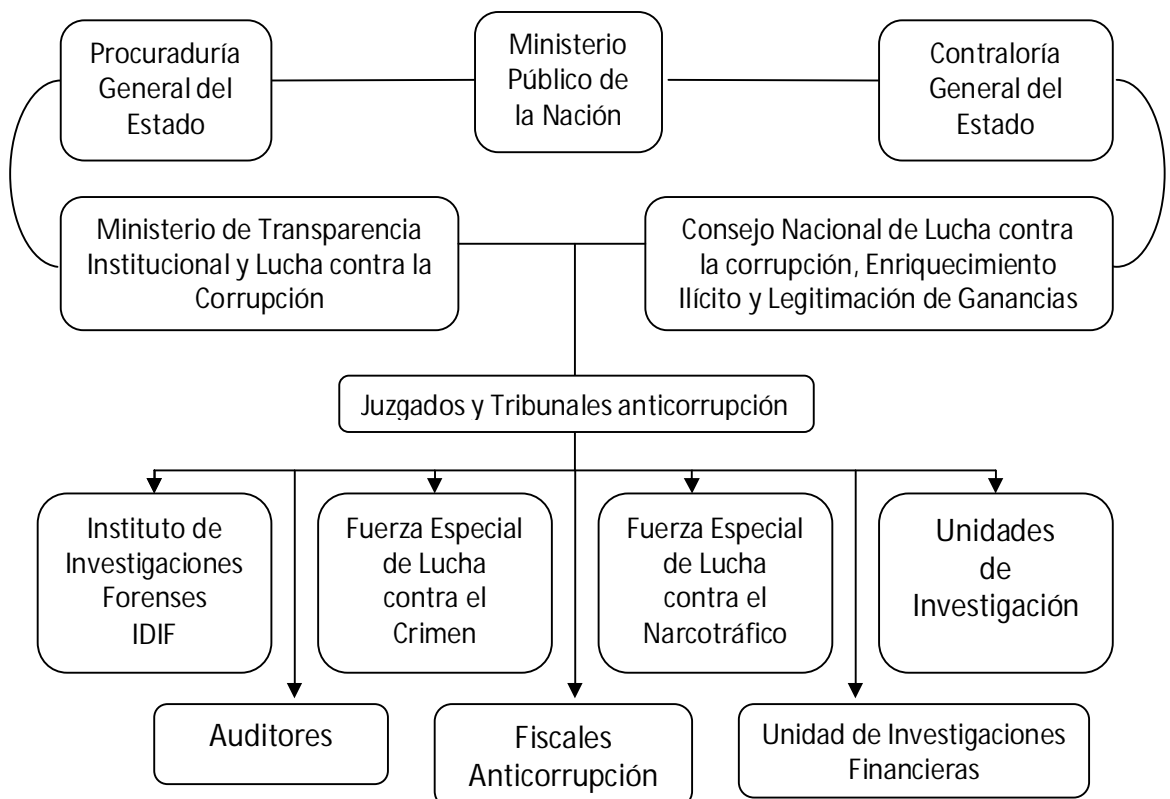 Procuraduría
General del
Estado
Ministerio
Público de
la Nación
Contraloría
General del
Estado
Ministerio de Transparencia
Institucional y Lucha contra la
Corrupción
Consejo Nacional de Lucha contra
la corrupción, Enriquecimiento
Ilícito y Legitimación de Ganancias
Juzgados y Tribunales anticorrupción
Instituto de
Investigaciones
Forenses
IDIF
Fuerza Especial
de Lucha
contra el
Crimen
Fuerza Especial
de Lucha
contra el
Narcotráfico
Unidades
de
Investigación
Auditores
Fiscales
Anticorrupción
Unidad de Investigaciones
Financieras